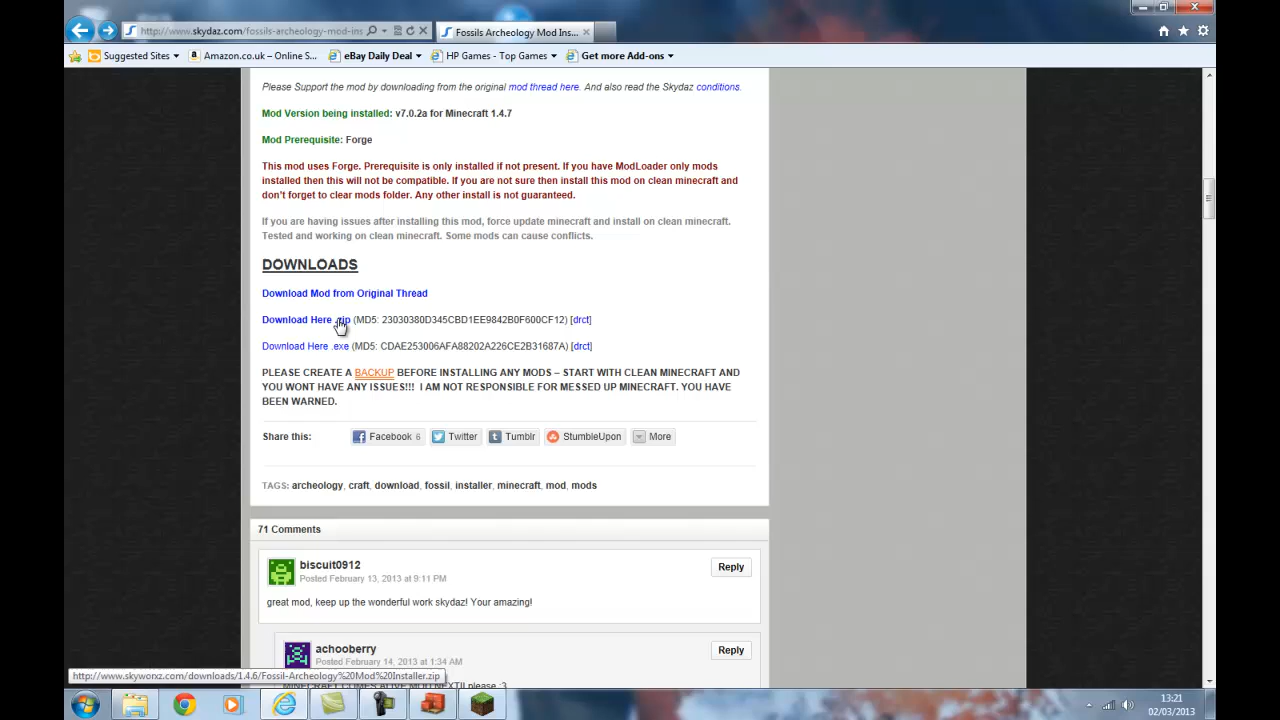 http://www.skydaz.com/fossils-archeology-mod-ins
Fossils Archeology Mod Ins...
Suggested Sites
Amazon.co.uk – Online S...
eBay Daily Deal
HP Games - Top Games
Get more Add-ons
Please Support the mod by downloading from the original mod thread here. And also read the Skydaz conditions.
Mod Version being installed: v7.0.2a for Minecraft 1.4.7
Mod Prerequisite: Forge
This mod uses Forge. Prerequisite is only installed if not present. If you have ModLoader only mods
installed then this will not be compatible. If you are not sure then install this mod on clean minecraft and
don't forget to clear mods folder. Any other install is not guaranteed.
If you are having issues after installing this mod, force update minecraft and install on clean minecraft.
Tested and working on clean minecraft. Some mods can cause conflicts.
DOWNLOADS
Download Mod from Original Thread
Download Here .zip (MD5: 23030380D345CBD1EE9842B0F600CF12) [drct]
Download Here .exe (MD5: CDAE253006AFA88202A226CE2B31687A) [drct]
PLEASE CREATE A BACKUP BEFORE INSTALLING ANY MODS – START WITH CLEAN MINECRAFT AND
YOU WONT HAVE ANY ISSUES!!! I AM NOT RESPONSIBLE FOR MESSED UP MINECRAFT. YOU HAVE
BEEN WARNED.
Share this: Facebook 6 Twitter Tumblr StumbleUpon More
TAGS: archeology, craft, download, fossil, installer, minecraft, mod, mods
71 Comments
biscuit0912
Reply
Posted February 13, 2013 at 9:11 PM
great mod, keep up the wonderful work skydaz! Your amazing!
achooberry
Reply
Posted February 14, 2013 at 1:34 AM
http://www.skyworxz.com/downloads/1.4.6/Fossil-Archeology%20Mod%20Installer.zip
MINECRAFT COMES ALIVE MOD NEXT!! please :3
13:21
02/03/2013